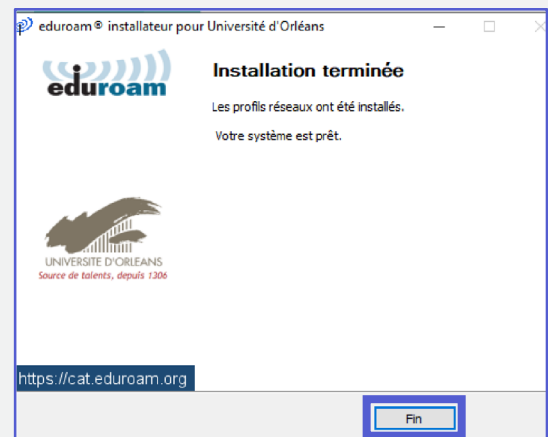 eduroam® installateur pour Université d'Orléans
eduroam
Installation terminée
Les profils réseaux ont été installés.
Votre système est prêt.
UNIVERSITE D'ORLEANS
Source de talents, depuis 1306
https://cat.eduroam.org
Fin